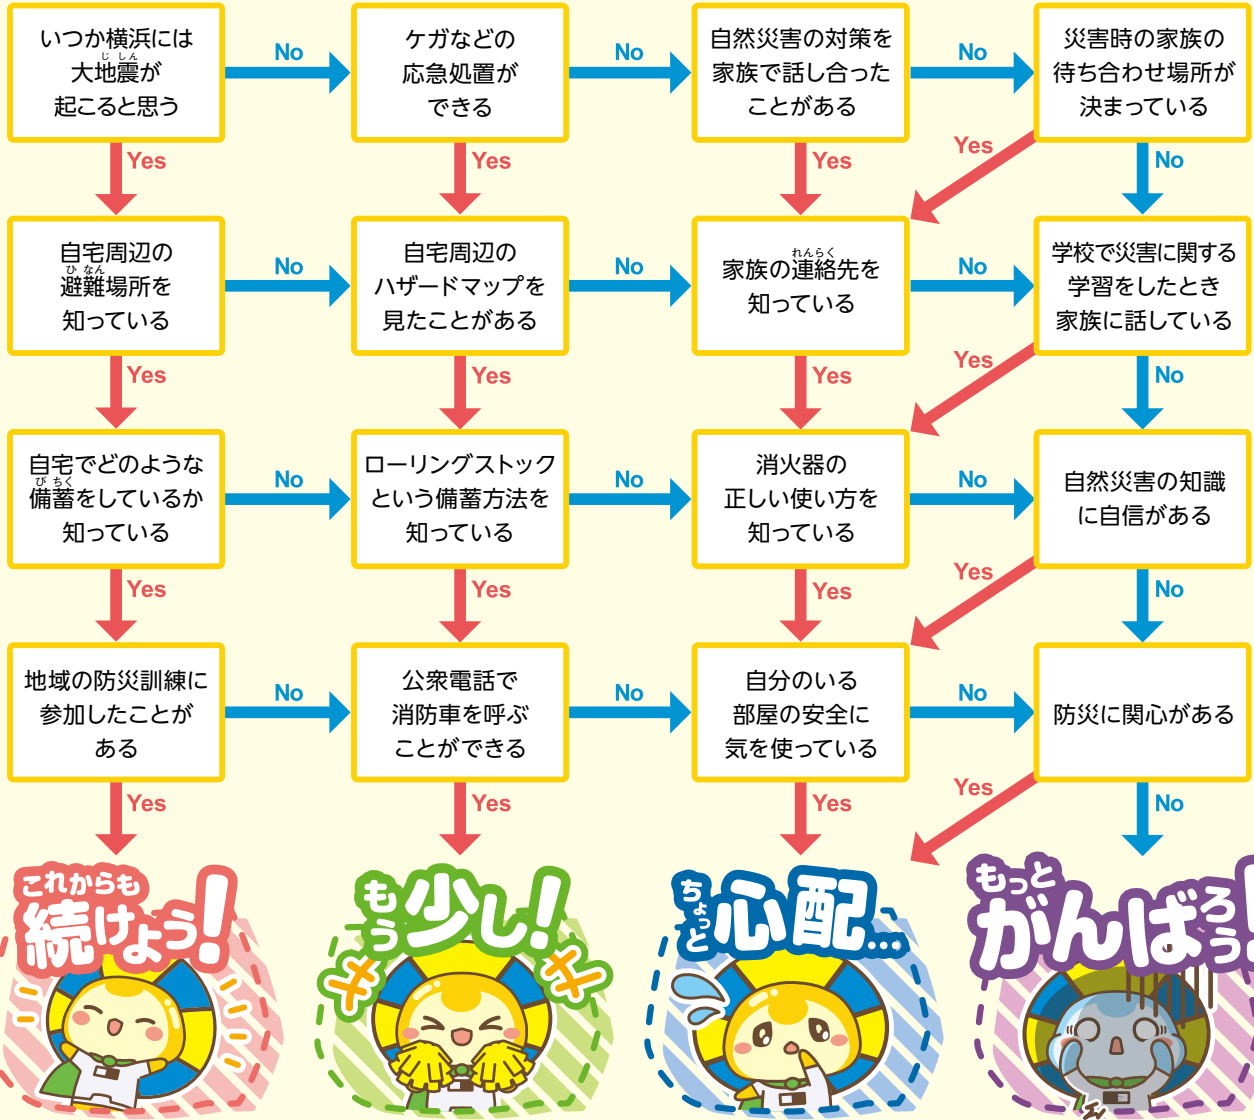 いつか横浜には
大地震が
じしん
起こると思う
No
ケガなどの
応急処置が
できる
No
自然災害の対策を
家族で話し合った
ことがある
No
災害時の家族の
待ち合わせ場所が
決まっている
Yes
Yes
Yes
Yes
No
自宅周辺の
避難場所を
ひなん
知っている
No
自宅周辺の
ハザードマップを
見たことがある
No
家族の連絡先を
れんらく
知っている
No
学校で災害に関する
学習をしたとき
家族に話している
Yes
Yes
Yes
Yes
No
自宅でどのような
備蓄をしているか
びちく
知っている
No
ローリングストック
という備蓄方法を
知っている
No
消火器の
正しい使い方を
知っている
No
自然災害の知識
に自信がある
Yes
Yes
Yes
Yes
No
地域の防災訓練に
参加したことが
ある
No
公衆電話で
消防車を呼ぶ
ことができる
No
自分のいる
部屋の安全に
気を使っている
No
防災に関心がある
Yes
Yes
Yes
Yes
No
これからも
続けよう!
もう少し!
ちょっと心配...
もっと
がんばろう!